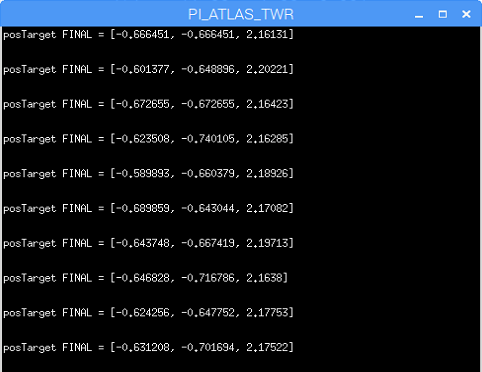 PI_ATLAS_TWR
posTarget FINAL = [-0.666451, -0.666451, 2.16131]
posTarget FINAL = [-0.601377, -0.648896, 2.20221]
posTarget FINAL = [-0.672655, -0.672655, 2.16423]
posTarget FINAL = [-0.623508, -0.740105, 2.16285]
posTarget FINAL = [-0.589893, -0.660379, 2.18926]
posTarget FINAL = [-0.689859, -0.643044, 2.17082]
posTarget FINAL = [-0.643748, -0.667419, 2.19713]
posTarget FINAL = [-0.646828, -0.716786, 2.1638]
posTarget FINAL = [-0.624256, -0.647752, 2.17753]
posTarget FINAL = [-0.631208, -0.701694, 2.17522]